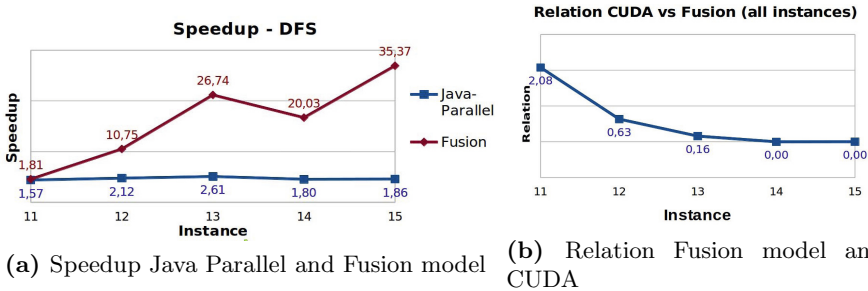 Speedup - DFS
Speedup
35,37
26,74
20,03
10,75
1,81
1,57
2,12
2,61
1,80
1,86
11 12 13 14 15
Instance
Java-
Parallel
Fusion
(a) Speedup Java Parallel and Fusion model
Relation CUDA vs Fusion (all instances)
Relation
2,08
0,63
0,16
0,00
0,00
11 12 13 14 15
Instance
(b) Relation Fusion model an
CUDA